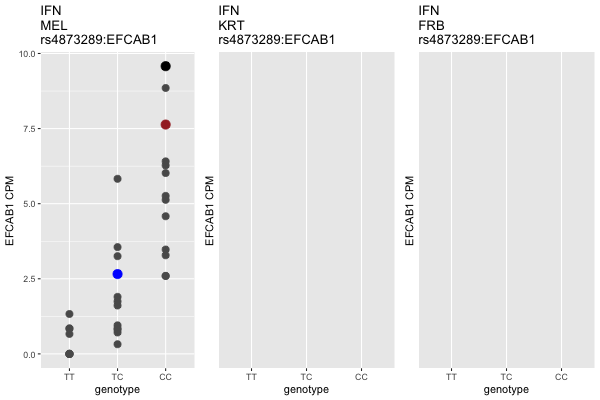 IFN
MEL
rs4873289:EFCAB1
10.0
7.5
5.0
2.5
0.0
EFCAB1 CPM
TT TC CC
genotype
IFN
KRT
rs4873289:EFCAB1
EFCAB1 CPM
TT TC CC
genotype
IFN
FRB
rs4873289:EFCAB1
EFCAB1 CPM
TT TC CC
genotype